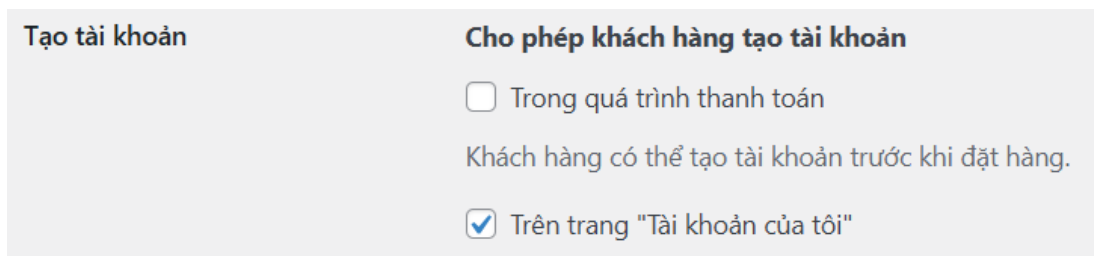 Tạo tài khoản
Cho phép khách hàng tạo tài khoản
Trong quá trình thanh toán
Khách hàng có thể tạo tài khoản trước khi đặt hàng.
Trên trang "Tài khoản của tôi"